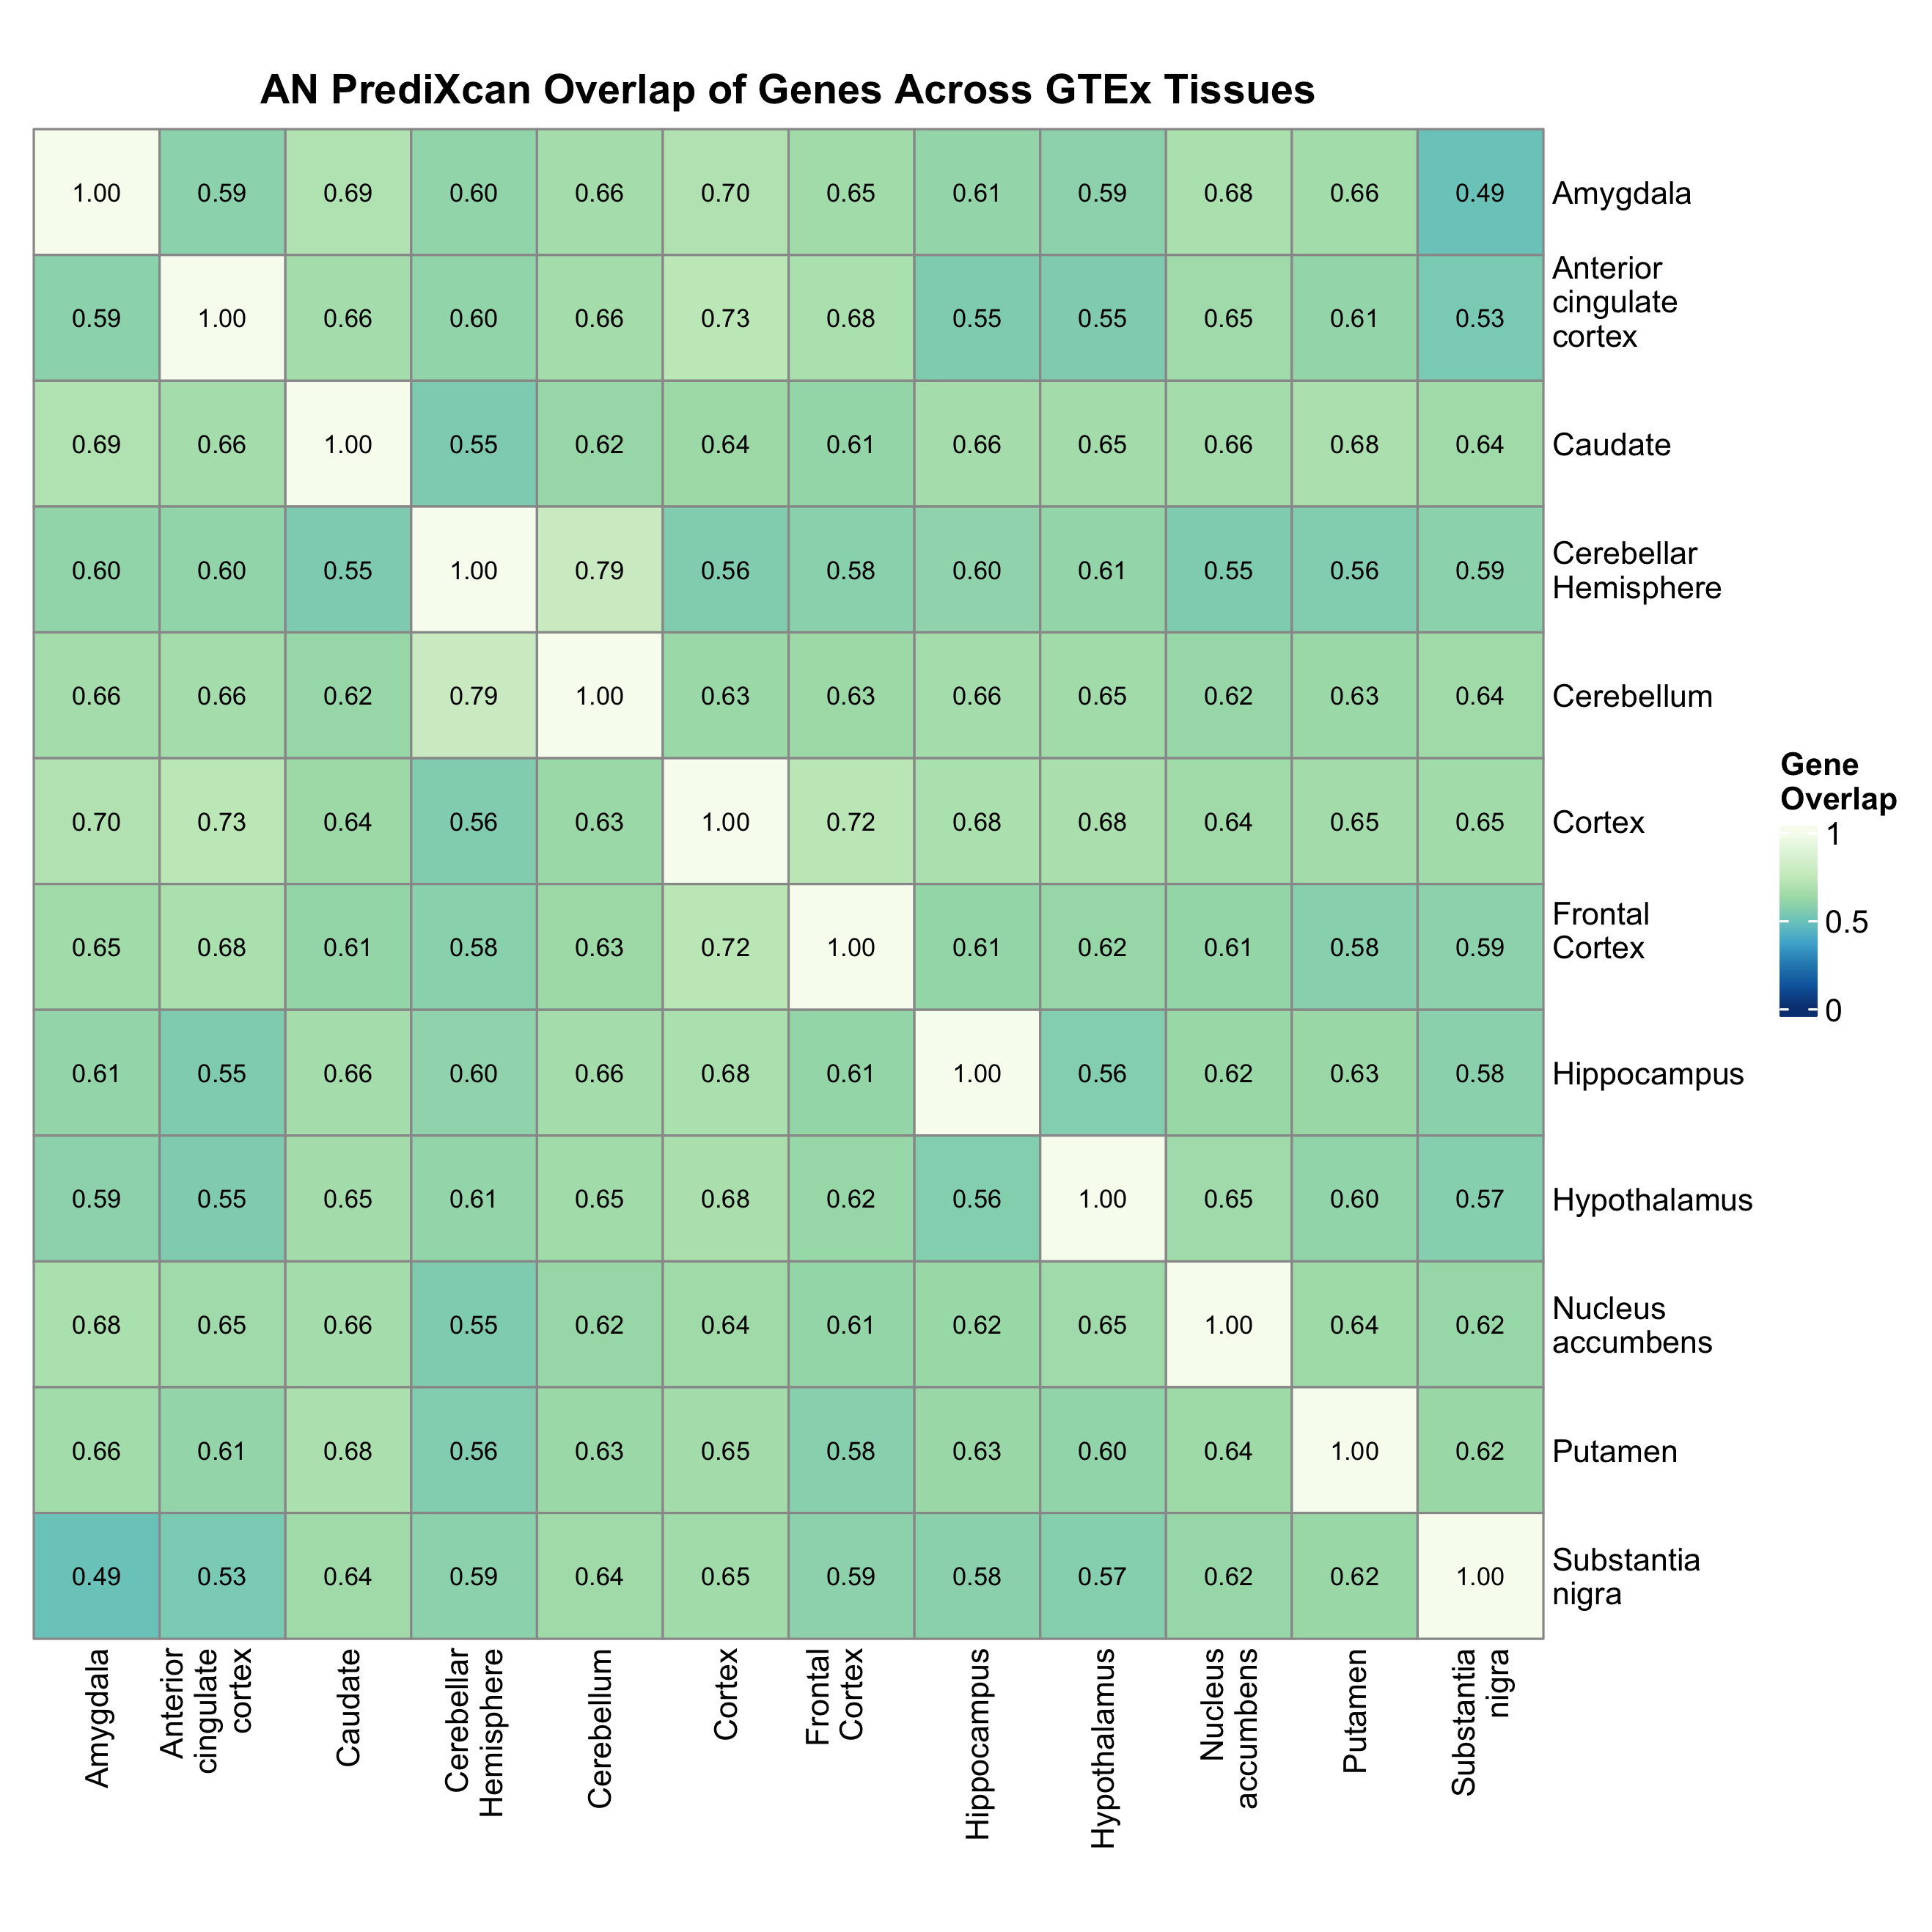 AN PrediXcan Overlap of Genes Across GTEx Tissues
1.00 0.59 0.69 0.60 0.66 0.70 0.65 0.61 0.59 0.68 0.66 0.49
Amygdala
0.59 1.00 0.66 0.60 0.66 0.73 0.68 0.55 0.55 0.65 0.61 0.53
Anterior
cingulate
cortex
0.69 0.66 1.00 0.55 0.62 0.64 0.61 0.66 0.65 0.66 0.68 0.64
Caudate
0.60 0.60 0.55 1.00 0.79 0.56 0.58 0.60 0.61 0.55 0.56 0.59
Cerebellar
Hemisphere
0.66 0.66 0.62 0.79 1.00 0.63 0.63 0.66 0.65 0.62 0.63 0.64
Cerebellum
0.70 0.73 0.64 0.56 0.63 1.00 0.72 0.68 0.68 0.64 0.65 0.65
Cortex
0.65 0.68 0.61 0.58 0.63 0.72 1.00 0.61 0.62 0.61 0.58 0.59
Frontal
Cortex
0.61 0.55 0.66 0.60 0.66 0.68 0.61 1.00 0.56 0.62 0.63 0.58
Hippocampus
0.59 0.55 0.65 0.61 0.65 0.68 0.62 0.56 1.00 0.65 0.60 0.57
Hypothalamus
0.68 0.65 0.66 0.55 0.62 0.64 0.61 0.62 0.65 1.00 0.64 0.62
Nucleus
accumbens
0.66 0.61 0.68 0.56 0.63 0.65 0.58 0.63 0.60 0.64 1.00 0.62
Putamen
0.49 0.53 0.64 0.59 0.64 0.65 0.59 0.58 0.57 0.62 0.62 1.00
Substantia
nigra
Amygdala
Anterior
cingulate
cortex
Caudate
Cerebellar
Hemisphere
Cerebellum
Cortex
Frontal
Cortex
Hippocampus
Hypothalamus
Nucleus
accumbens
Putamen
Substantia
nigra
Gene
Overlap
1
0.5
0